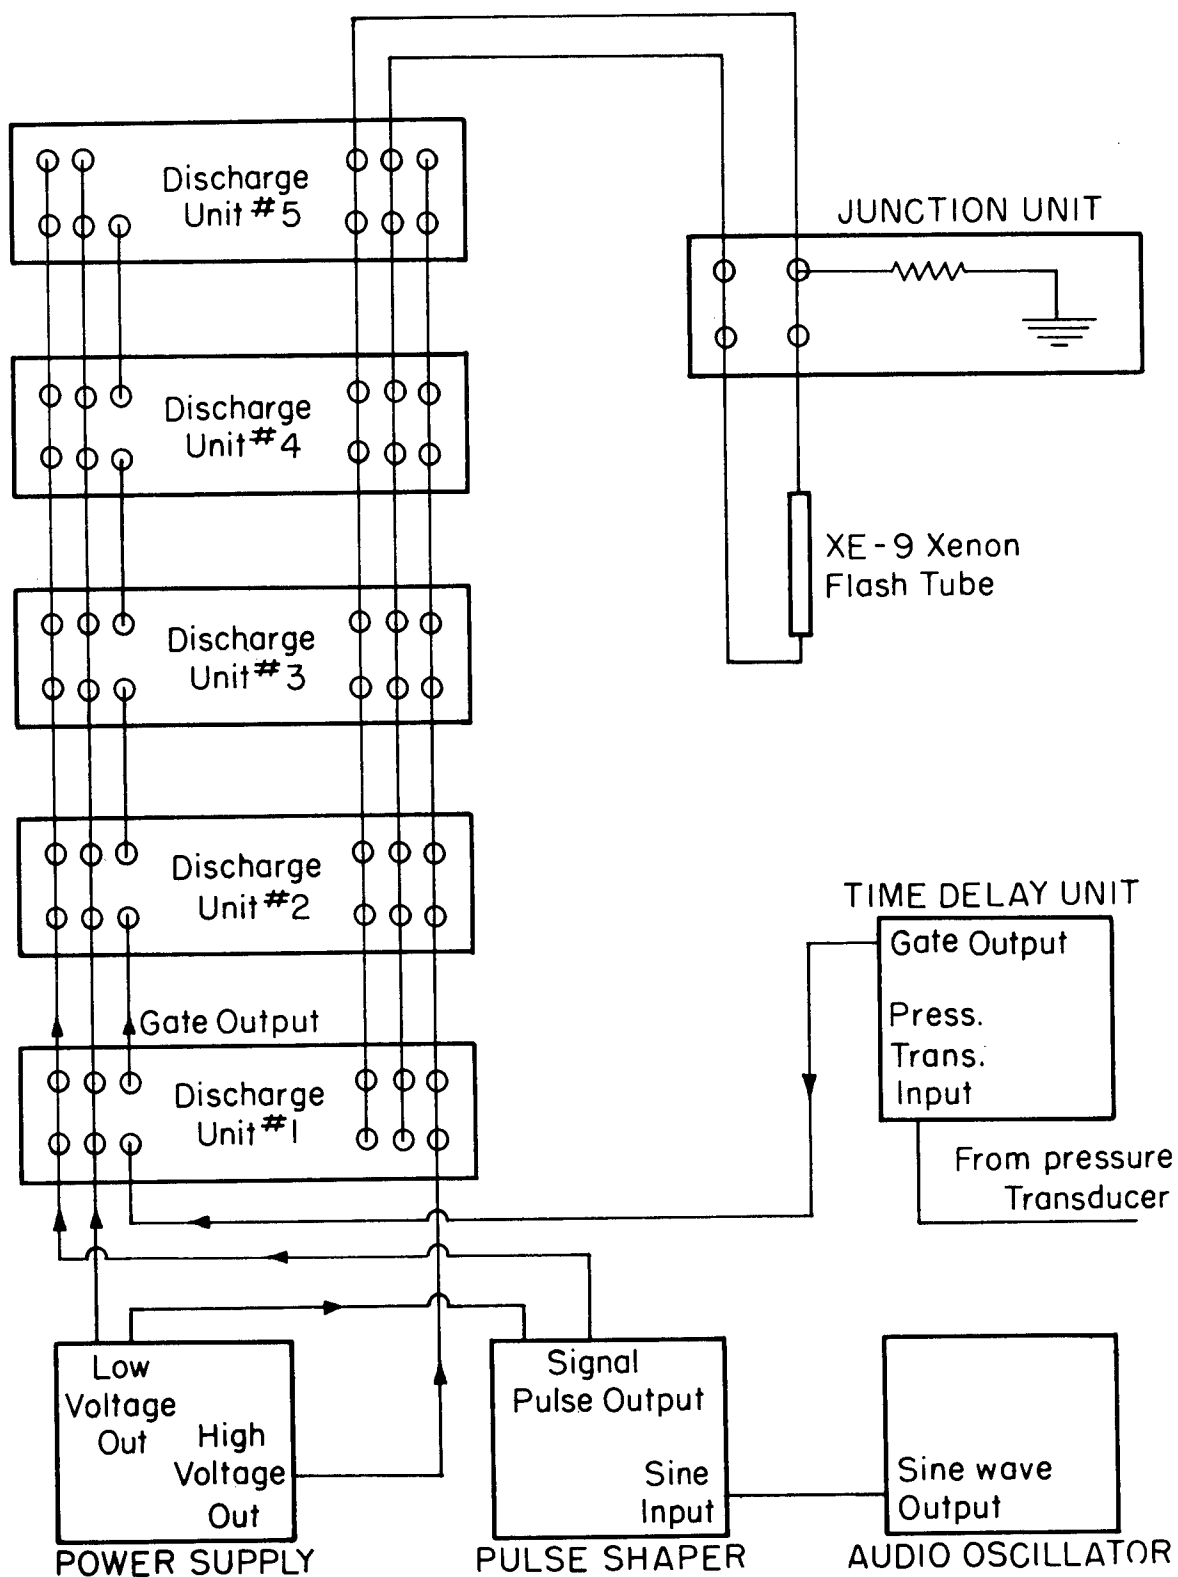 Discharge
Unit #5
JUNCTION UNIT
Discharge
Unit #4
XE-9 Xenon
Flash Tube
Discharge
Unit #3
Discharge
Unit #2
TIME DELAY UNIT
Gate Output
Press.
Trans.
Input
Gate Output
Discharge
Unit #1
From pressure
Transducer
Low
Voltage
Out
High
Voltage
Out
POWER SUPPLY
Signal
Pulse Output
Sine
Input
PULSE SHAPER
Sine wave
Output
AUDIO OSCILLATOR